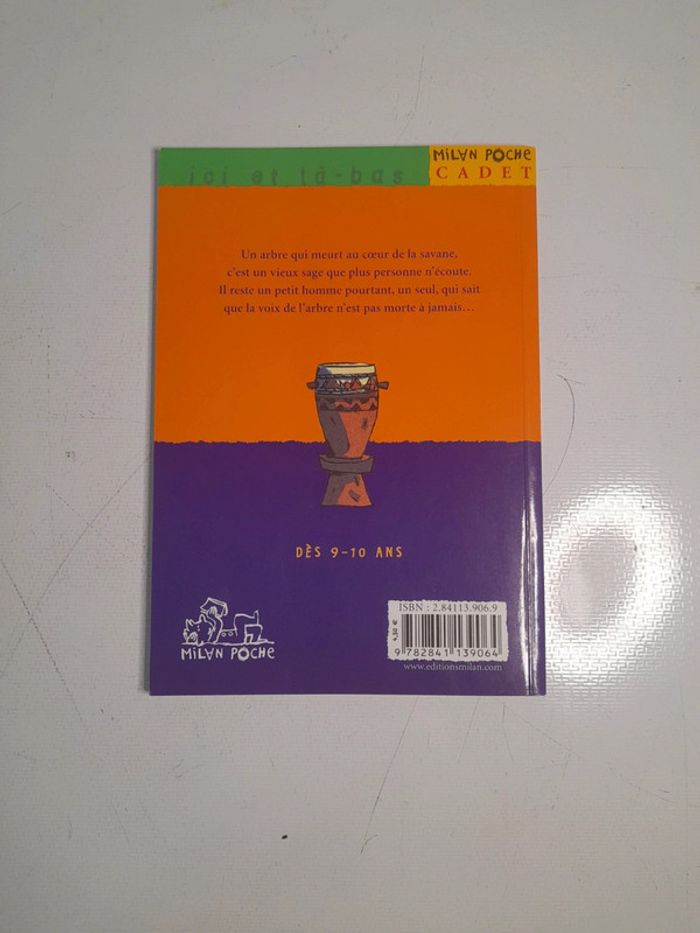 ici et là-bas
MiLAN POCHE
CADET
Un arbre qui meurt au cœur de la savane,
c'est un vieux sage que plus personne n'écoute.
Il reste un petit homme pourtant, un seul, qui sait
que la voix de l'arbre n'est pas morte à jamais…
DÈS 9-10 ANS
MiLAN POCHE
ISBN : 2.84113.906.9
4,50 €
9 782841 139064
www.editionsmilan.com